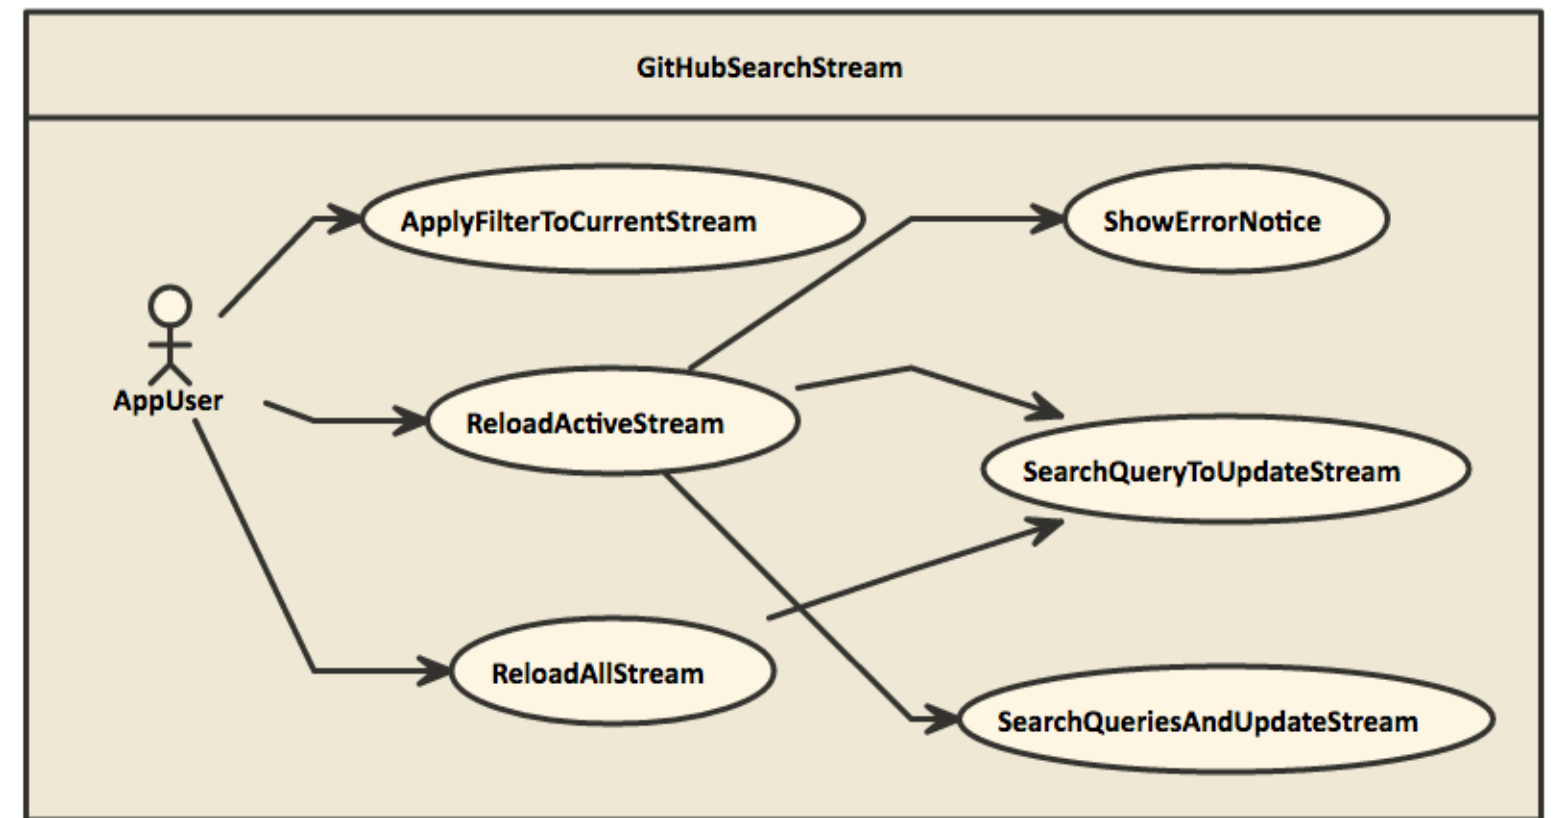 GitHubSearchStream
ApplyFilterToCurrentStream
ShowErrorNotice
AppUser
ReloadActiveStream
SearchQueryToUpdateStream
ReloadAllStream
SearchQueriesAndUpdateStream